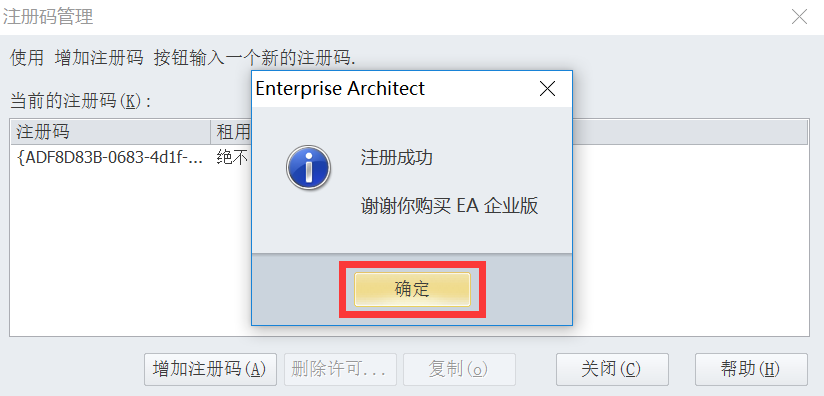 注册码管理
使用 增加注册码 按钮输入一个新的注册码.
当前的注册码(K):
注册码 租用
{ADF8D83B-0683-4d1f-... 绝不
Enterprise Architect
注册成功
谢谢你购买 EA 企业版
确定
增加注册码(A) 删除许可... 复制(o) 关闭(C) 帮助(H)